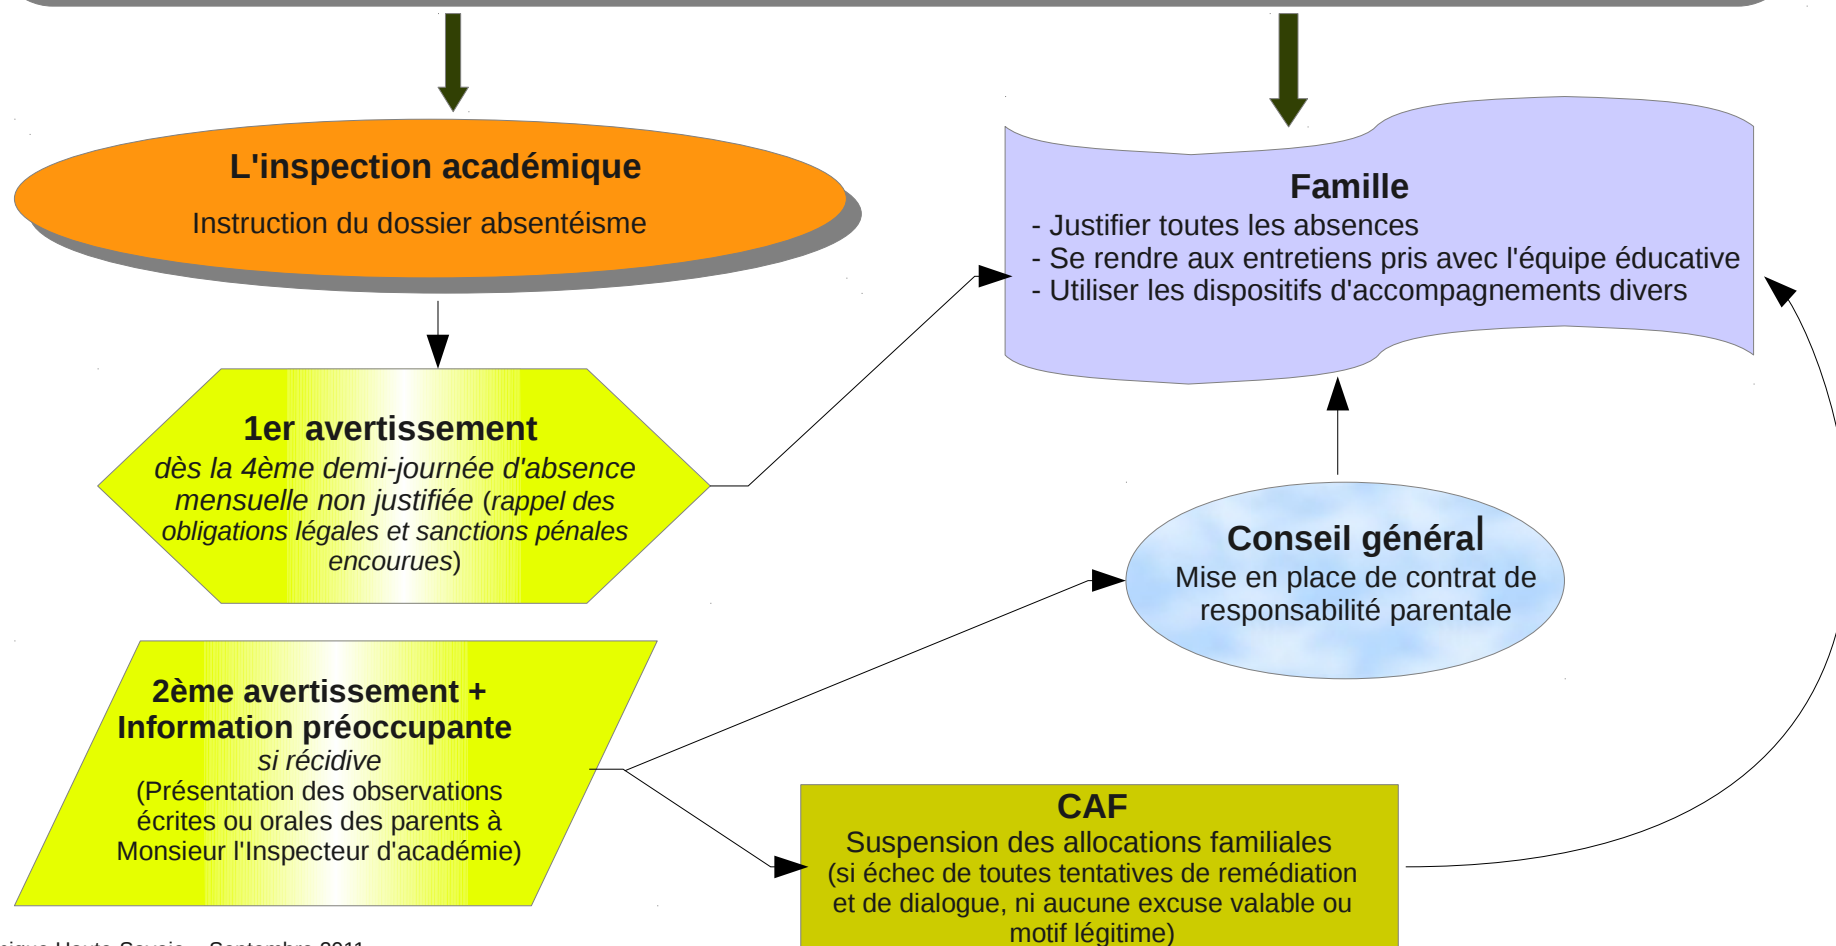 L'inspection académique
Instruction du dossier absentéisme
Famille
- Justifier toutes les absences
- Se rendre aux entretiens pris avec l'équipe éducative
- Utiliser les dispositifs d'accompagnements divers
1er avertissement
dès la 4ème demi-journée d'absence
mensuelle non justifiée (rappel des
obligations légales et sanctions pénales
encourues)
Conseil général
Mise en place de contrat de
responsabilité parentale
2ème avertissement +
Information préoccupante
si récidive
(Présentation des observations
écrites ou orales des parents à
Monsieur l'Inspecteur d'académie)
CAF
Suspension des allocations familiales
(si échec de toutes tentatives de remédiation
et de dialogue, ni aucune excuse valable ou
motif légitime)